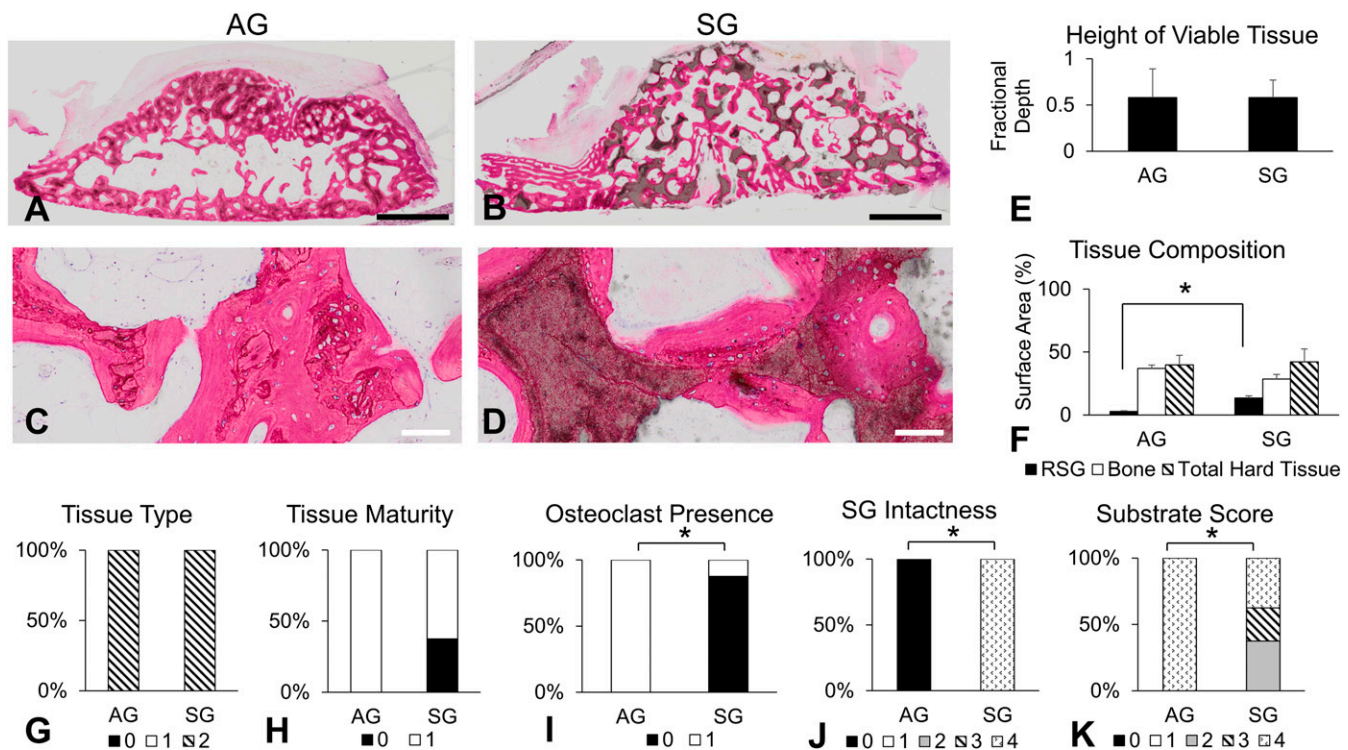 AG
SG
A
B
Height of Viable Tissue
Fractional
Depth
1
0.5
0
AG SG
E
C
D
Tissue Composition
Surface Area (%)
100
50
0
*
AG SG
F
■ RSG □ Bone ▧ Total Hard Tissue
Tissue Type
100%
50%
0%
AG SG
G
■ 0 □ 1 ▧ 2
Tissue Maturity
100%
50%
0%
AG SG
H
■ 0 □ 1
Osteoclast Presence
*
100%
50%
0%
AG SG
I
■ 0 □ 1
SG Intactness
*
100%
50%
0%
AG SG
J
■ 0 □ 1 ■ 2 ▧ 3 ▨ 4
Substrate Score
*
100%
50%
0%
AG SG
K
■ 0 □ 1 ■ 2 ▧ 3 ▨ 4